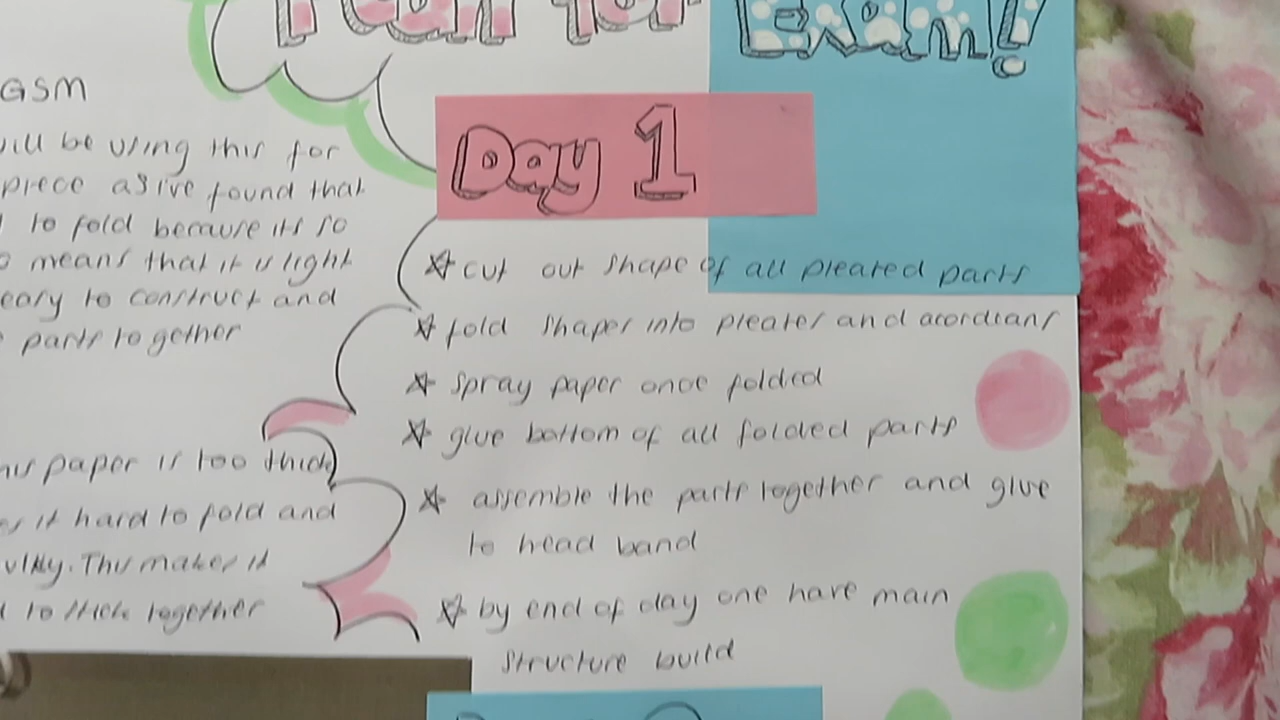 Plan for Exam!
GSM
will be using this for
piece as ive found that
to fold because its so
means that it is light
easy to construct and
parts together
this paper is too thick
it hard to fold and
This makes it
to stick together
Day 1
☆ cut out shape of all pleated parts
☆ fold shapes into pleates and acordians
☆ spray paper once folded
☆ glue bottom of all folded parts
☆ assemble the parts together and glue
to head band
☆ by end of day one have main
structure build